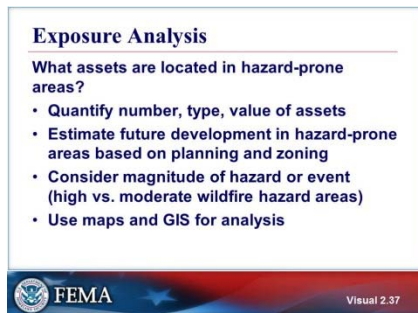 Exposure Analysis
What assets are located in hazard-prone
areas?
• Quantify number, type, value of assets
• Estimate future development in hazard-prone
areas based on planning and zoning
• Consider magnitude of hazard or event
(high vs. moderate wildfire hazard areas)
• Use maps and GIS for analysis
FEMA
Visual 2.37